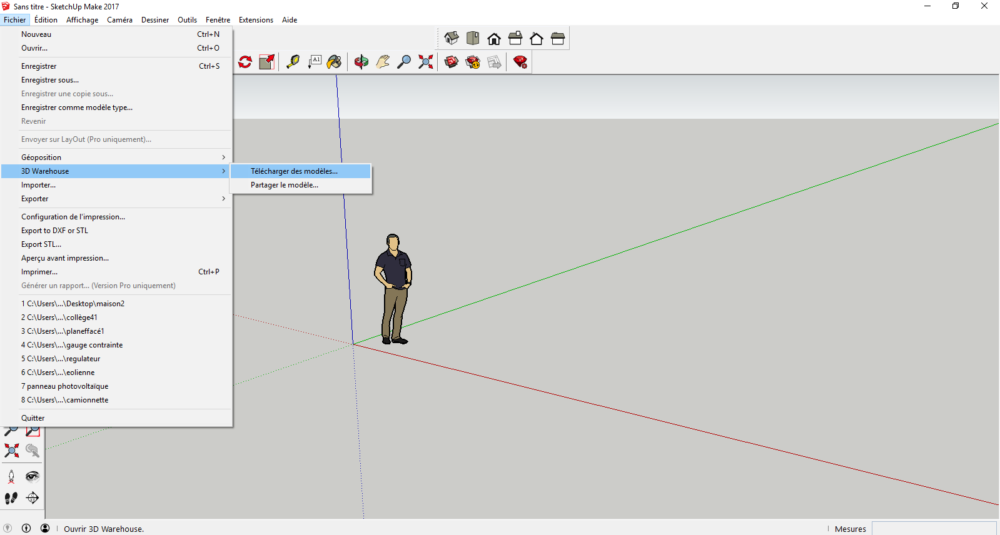 Sans titre - SketchUp Make 2017
Fichier Édition Affichage Caméra Dessiner Outils Fenêtre Extensions Aide
Nouveau Ctrl+N
Ouvrir... Ctrl+O
Enregistrer Ctrl+S
Enregistrer sous...
Enregistrer une copie sous...
Enregistrer comme modèle type...
Revenir
Envoyer sur LayOut (Pro uniquement)...
Géoposition
3D Warehouse
Télécharger des modèles...
Importer...
Partager le modèle...
Exporter
Configuration de l'impression...
Export to DXF or STL
Export STL...
Aperçu avant impression...
Imprimer... Ctrl+P
Générer un rapport... (Version Pro uniquement)
1 C:\Users\...\Desktop\maison2
2 C:\Users\...\collège41
3 C:\Users\...\planeffacé1
4 C:\Users\...\gauge contrainte
5 C:\Users\...\regulateur
6 C:\Users\...\eolienne
7 panneau photovoltaïque
8 C:\Users\...\camionnette
Quitter
A1
Ouvrir 3D Warehouse.
Mesures